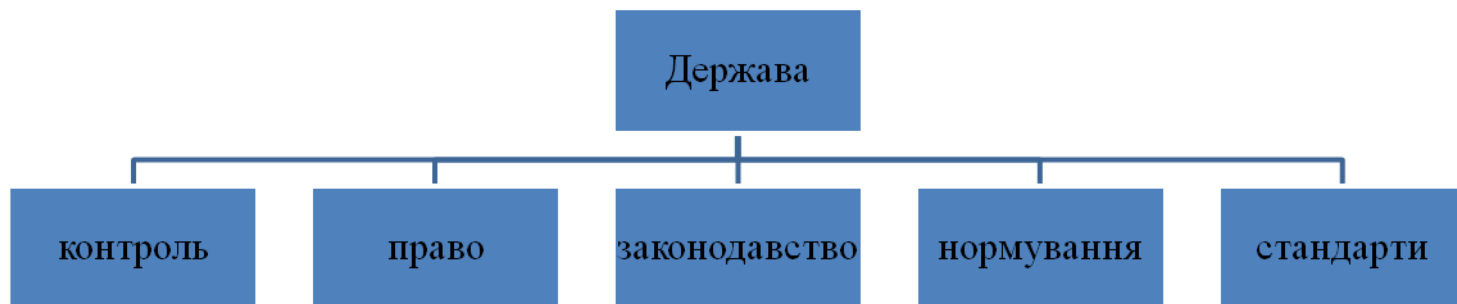 Держава
контроль
право
законодавство
нормування
стандарти